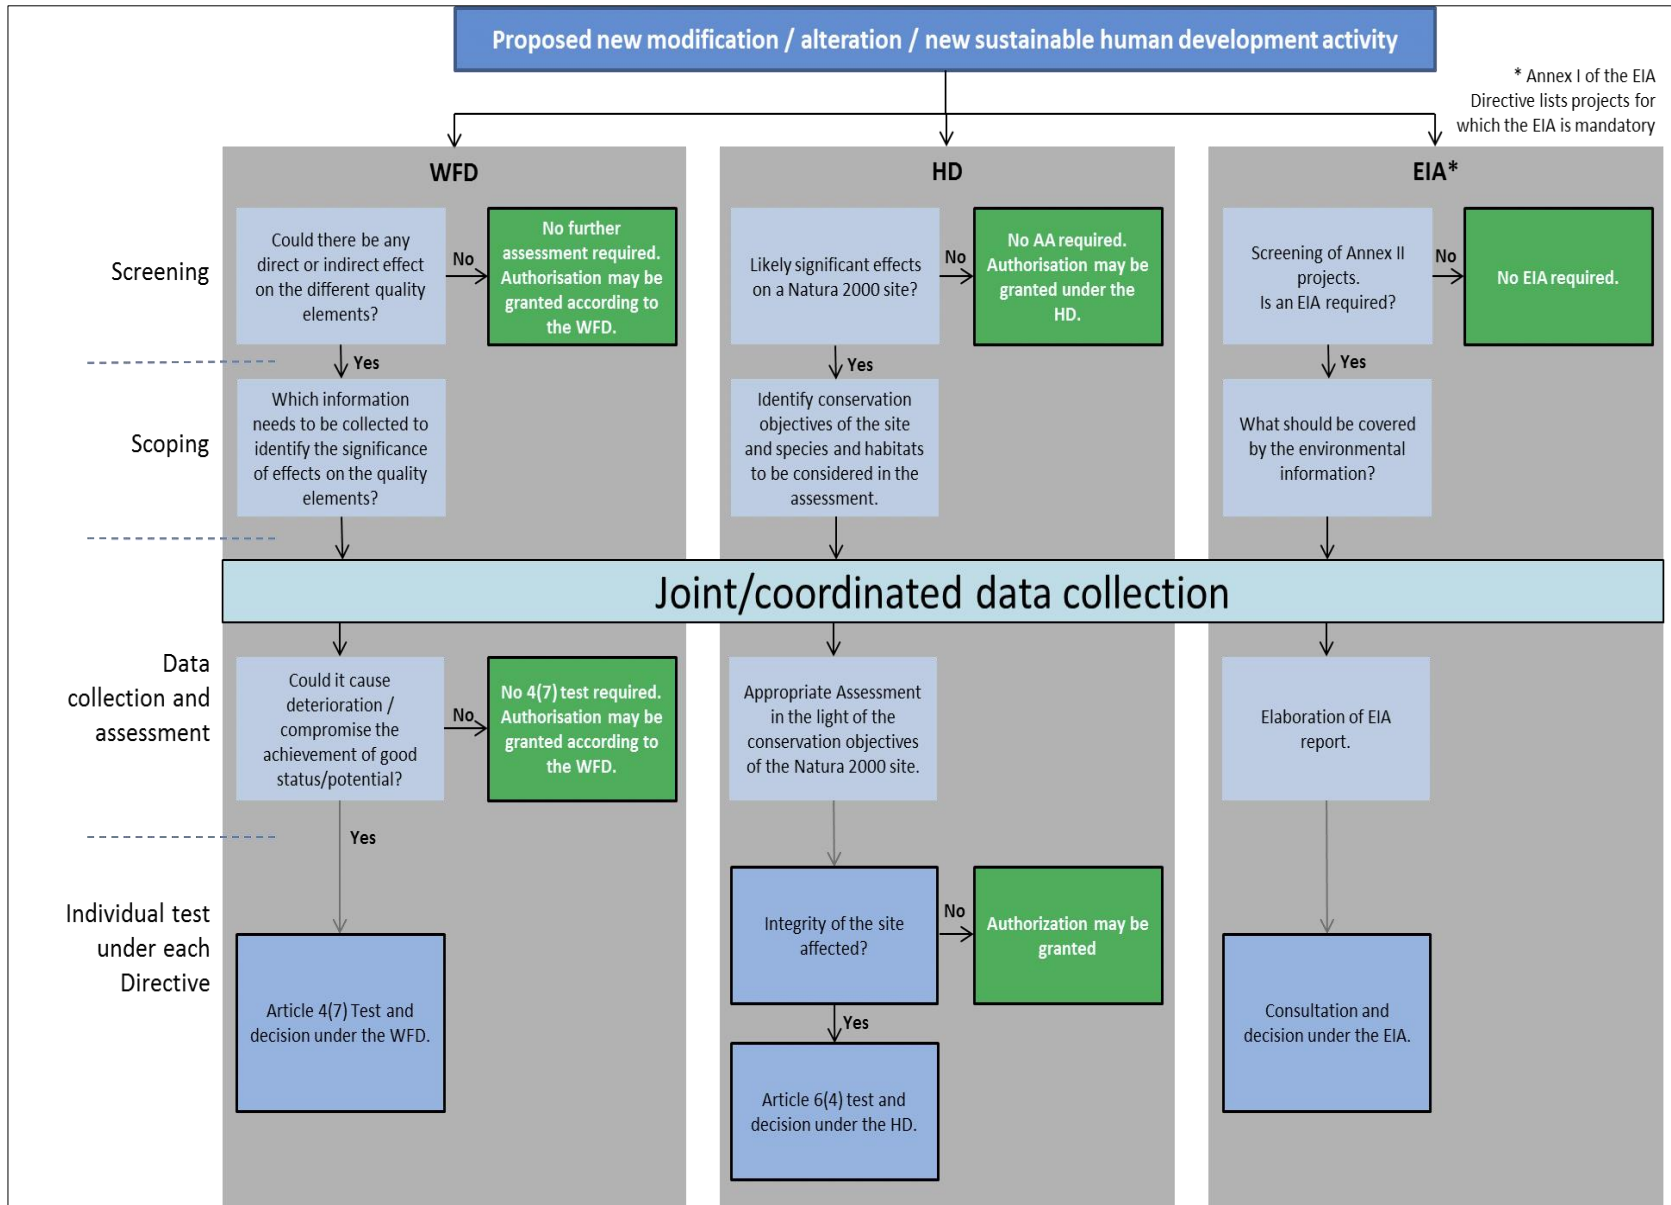 Proposed new modification / alteration / new sustainable human development activity
* Annex I of the EIA
Directive lists projects for
which the EIA is mandatory
WFD
HD
EIA*
Screening
Could there be any
direct or indirect effect
on the different quality
elements?
No
No further
assessment required.
Authorisation may be
granted according to
the WFD.
Likely significant effects
on a Natura 2000 site?
No
No AA required.
Authorisation may be
granted under the
HD.
Screening of Annex II
projects.
Is an EIA required?
No
No EIA required.
Yes
Yes
Yes
Scoping
Which information
needs to be collected to
identify the significance
of effects on the quality
elements?
Identify conservation
objectives of the site
and species and habitats
to be considered in the
assessment.
What should be covered
by the environmental
information?
Joint/coordinated data collection
Data
collection and
assessment
Could it cause
deterioration /
compromise the
achievement of good
status/potential?
No
No 4(7) test required.
Authorisation may be
granted according to
the WFD.
Appropriate Assessment
in the light of the
conservation objectives
of the Natura 2000 site.
Elaboration of EIA
report.
Yes
Individual test
under each
Directive
Article 4(7) Test and
decision under the WFD.
Integrity of the site
affected?
No
Authorization may be
granted
Yes
Article 6(4) test and
decision under the HD.
Consultation and
decision under the EIA.